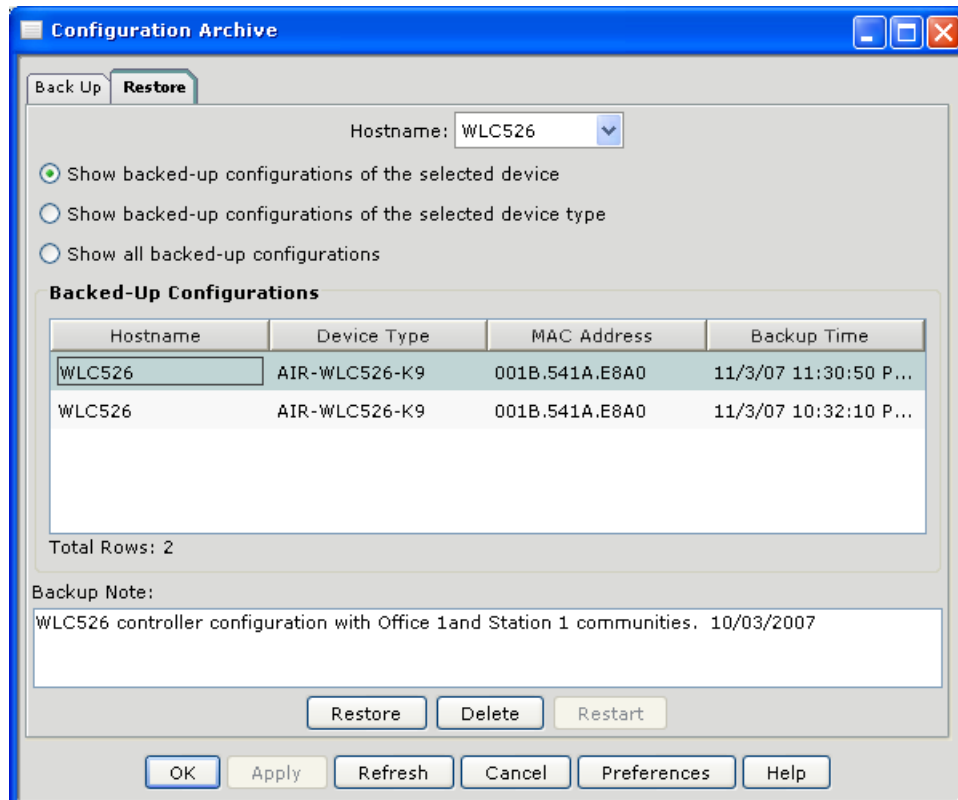 Configuration Archive
Back Up Restore
Hostname: WLC526
Show backed-up configurations of the selected device
Show backed-up configurations of the selected device type
Show all backed-up configurations
Backed-Up Configurations
Hostname Device Type MAC Address Backup Time
WLC526 AIR-WLC526-K9 001B.541A.E8A0 11/3/07 11:30:50 P...
WLC526 AIR-WLC526-K9 001B.541A.E8A0 11/3/07 10:32:10 P...
Total Rows: 2
Backup Note:
WLC526 controller configuration with Office 1and Station 1 communities. 10/03/2007
Restore Delete Restart
OK Apply Refresh Cancel Preferences Help